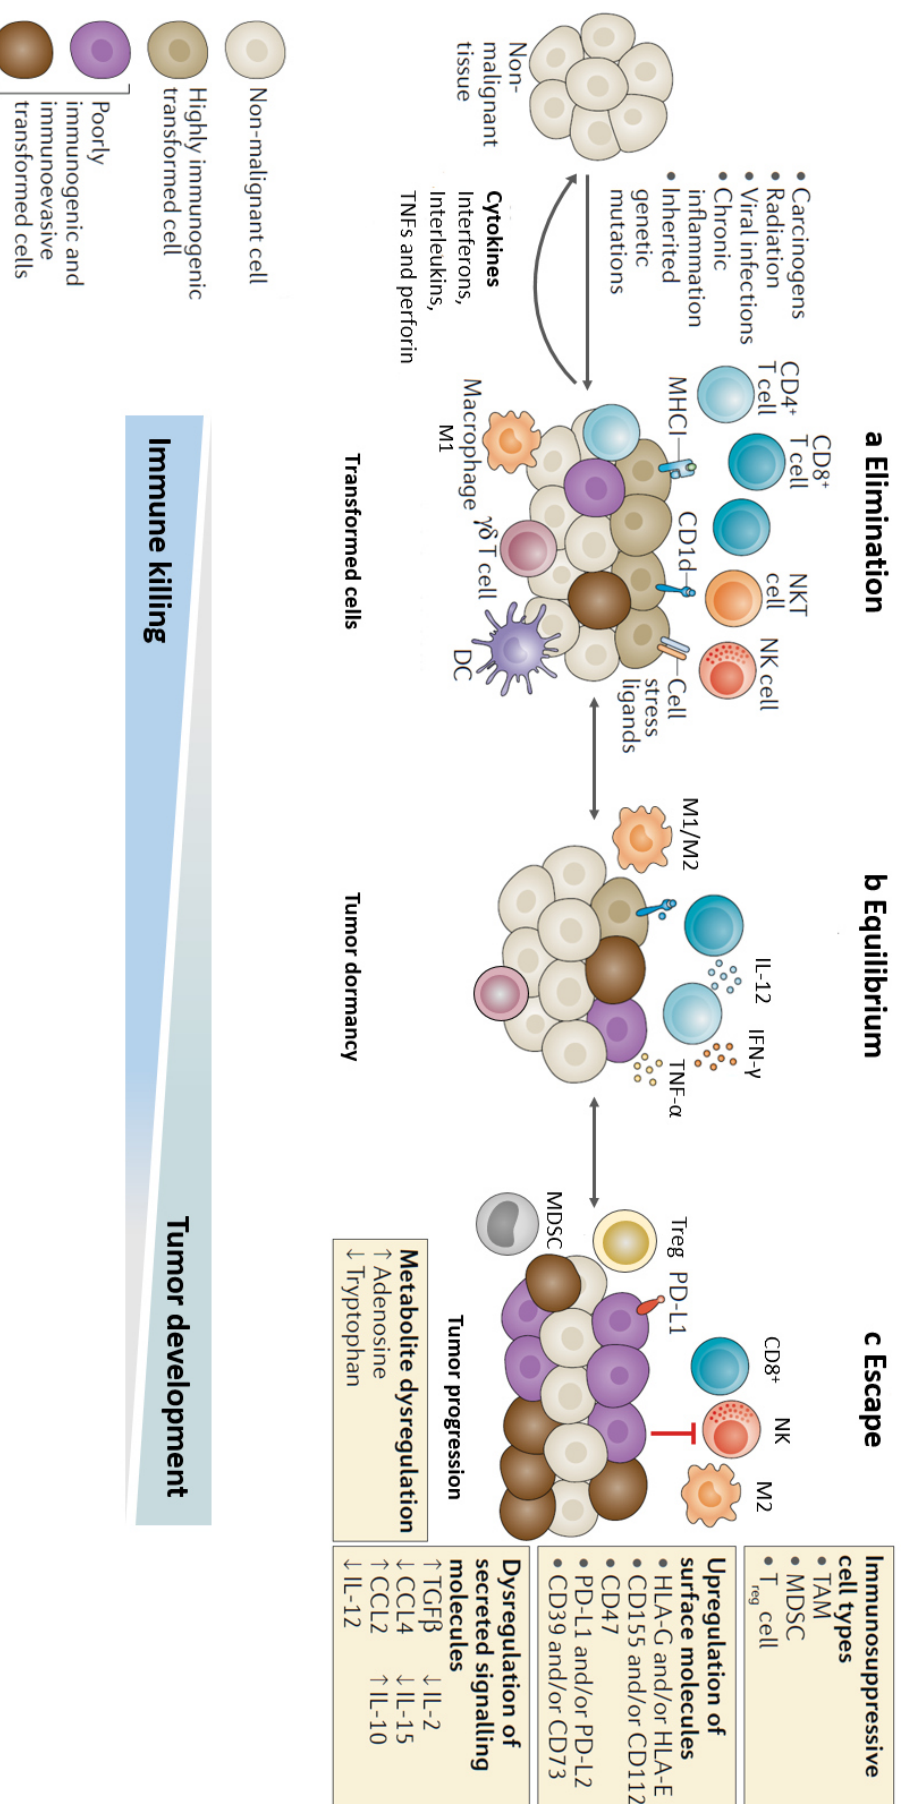 a Elimination
b Equilibrium
c Escape
• Carcinogens
• Radiation
• Viral infections
• Chronic
inflammation
• Inherited
genetic
mutations
Non-
malignant
tissue
Cytokines
Interferons,
Interleukins,
TNFs and perforin
CD4⁺
T cell
CD8⁺
T cell
NKT
cell
NK cell
MHCI
CD1d
Cell
stress
ligands
Macrophage
M1
γδ T cell
DC
Transformed cells
M1/M2
IL-12
IFN-γ
TNF-α
Tumor dormancy
Treg
PD-L1
MDSC
CD8⁺
NK
M2
Tumor progression
Metabolite dysregulation
↑ Adenosine
↓ Tryptophan
Immunosuppressive
cell types
• TAM
• MDSC
• Treg cell
Upregulation of
surface molecules
• HLA-G and/or HLA-E
• CD155 and/or CD112
• CD47
• PD-L1 and/or PD-L2
• CD39 and/or CD73
Dysregulation of
secreted signalling
molecules
↑ TGFβ ↓ IL-2
↓ CCL4 ↓ IL-15
↑ CCL2 ↑ IL-10
↓ IL-12
Immune killing
Tumor development
Non-malignant cell
Highly immunogenic
transformed cell
Poorly
immunogenic and
immunoevasive
transformed cells